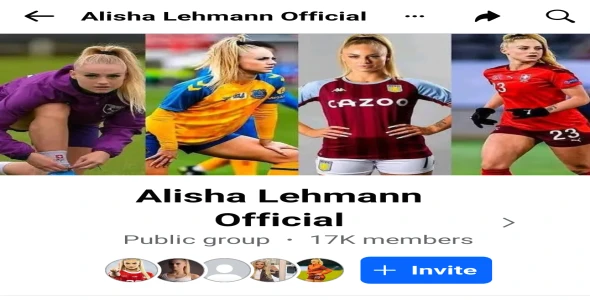 Alisha Lehmann Official
CAZOO
3
23
Alisha Lehmann
Official
Public group · 17K members
Invite